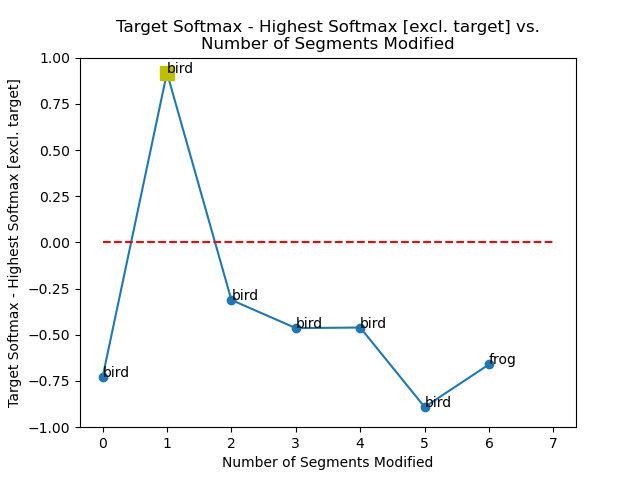 Target Softmax - Highest Softmax [excl. target] vs.
Number of Segments Modified
Target Softmax - Highest Softmax [excl. target]
1.00
0.75
0.50
0.25
0.00
−0.25
−0.50
−0.75
−1.00
bird
bird
bird
bird
bird
bird
frog
0 1 2 3 4 5 6 7
Number of Segments Modified